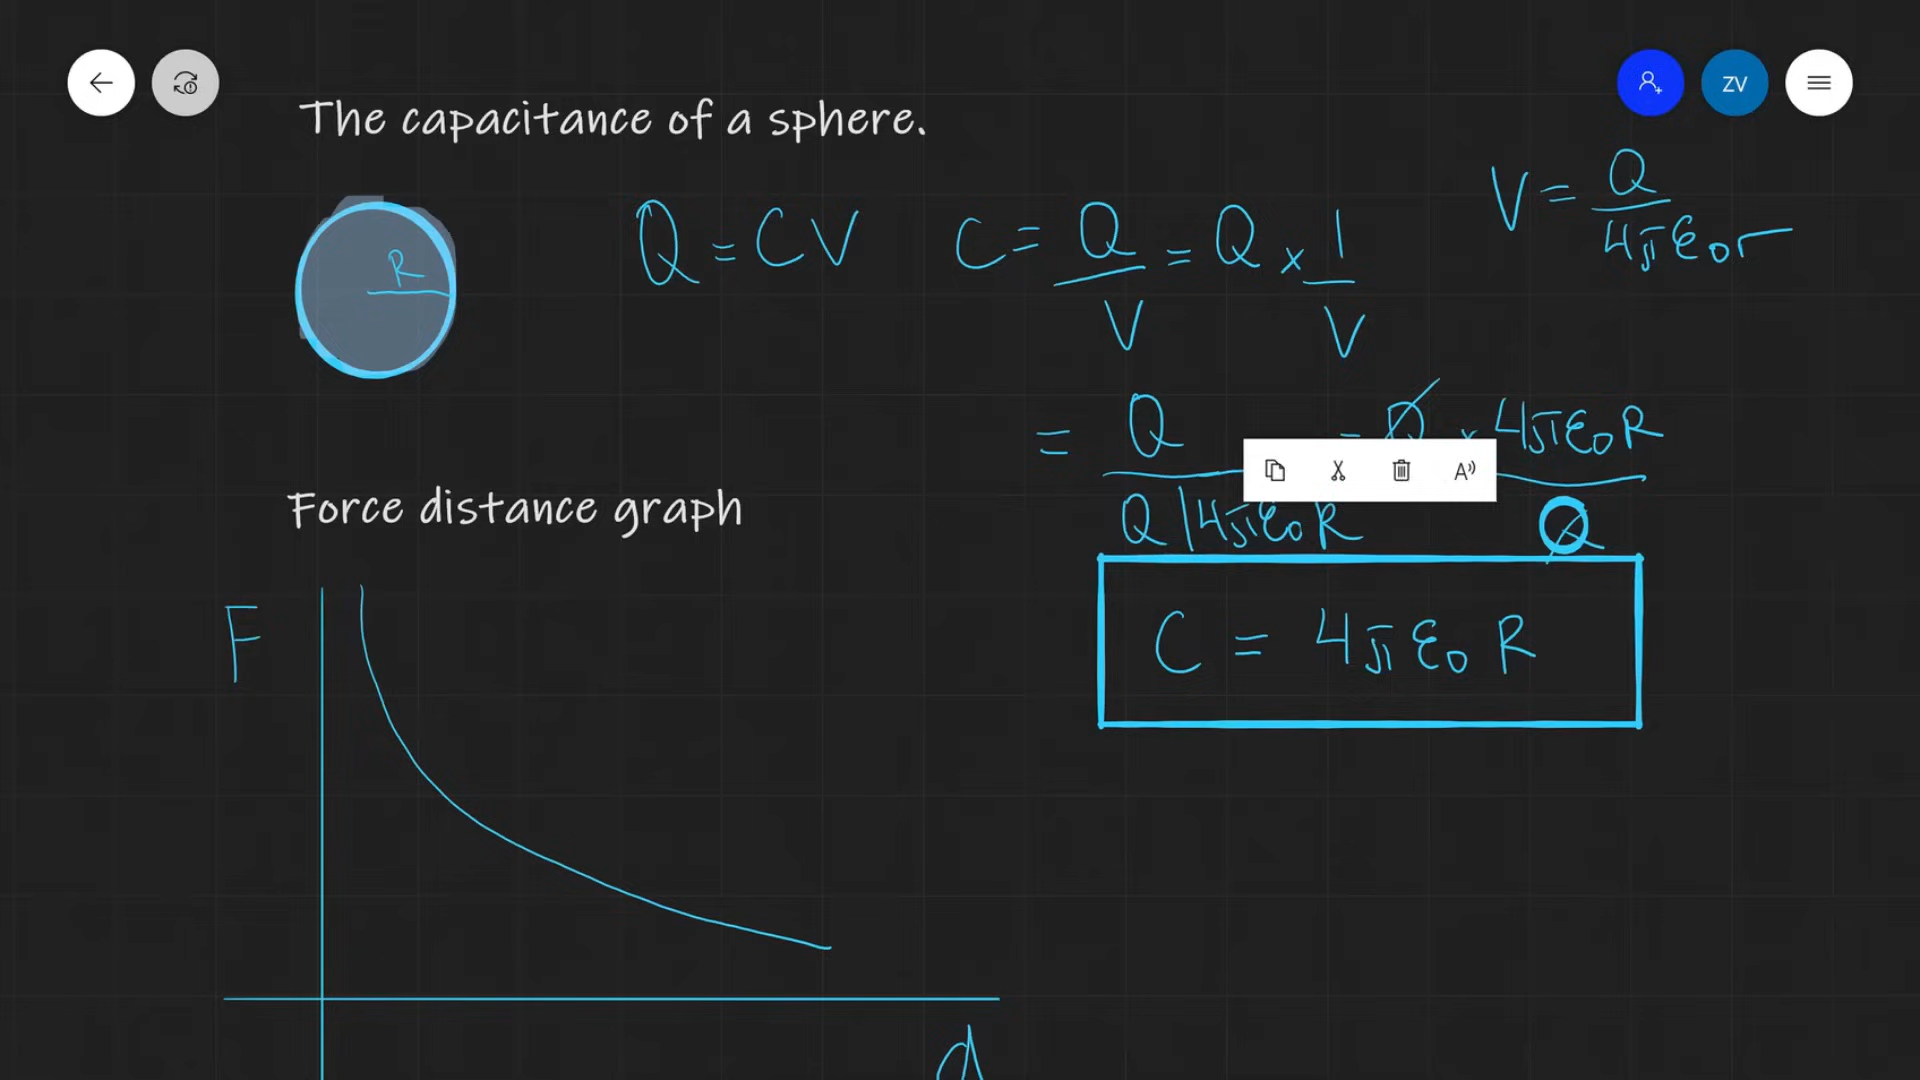 ZV
The capacitance of a sphere.
R
Q = CV
C = Q/V = Q x 1/V
V = Q/4πε₀r
= Q/Q/4πε₀R = Q x 4πε₀R/Q
C = 4πε₀R
Force distance graph
F
d